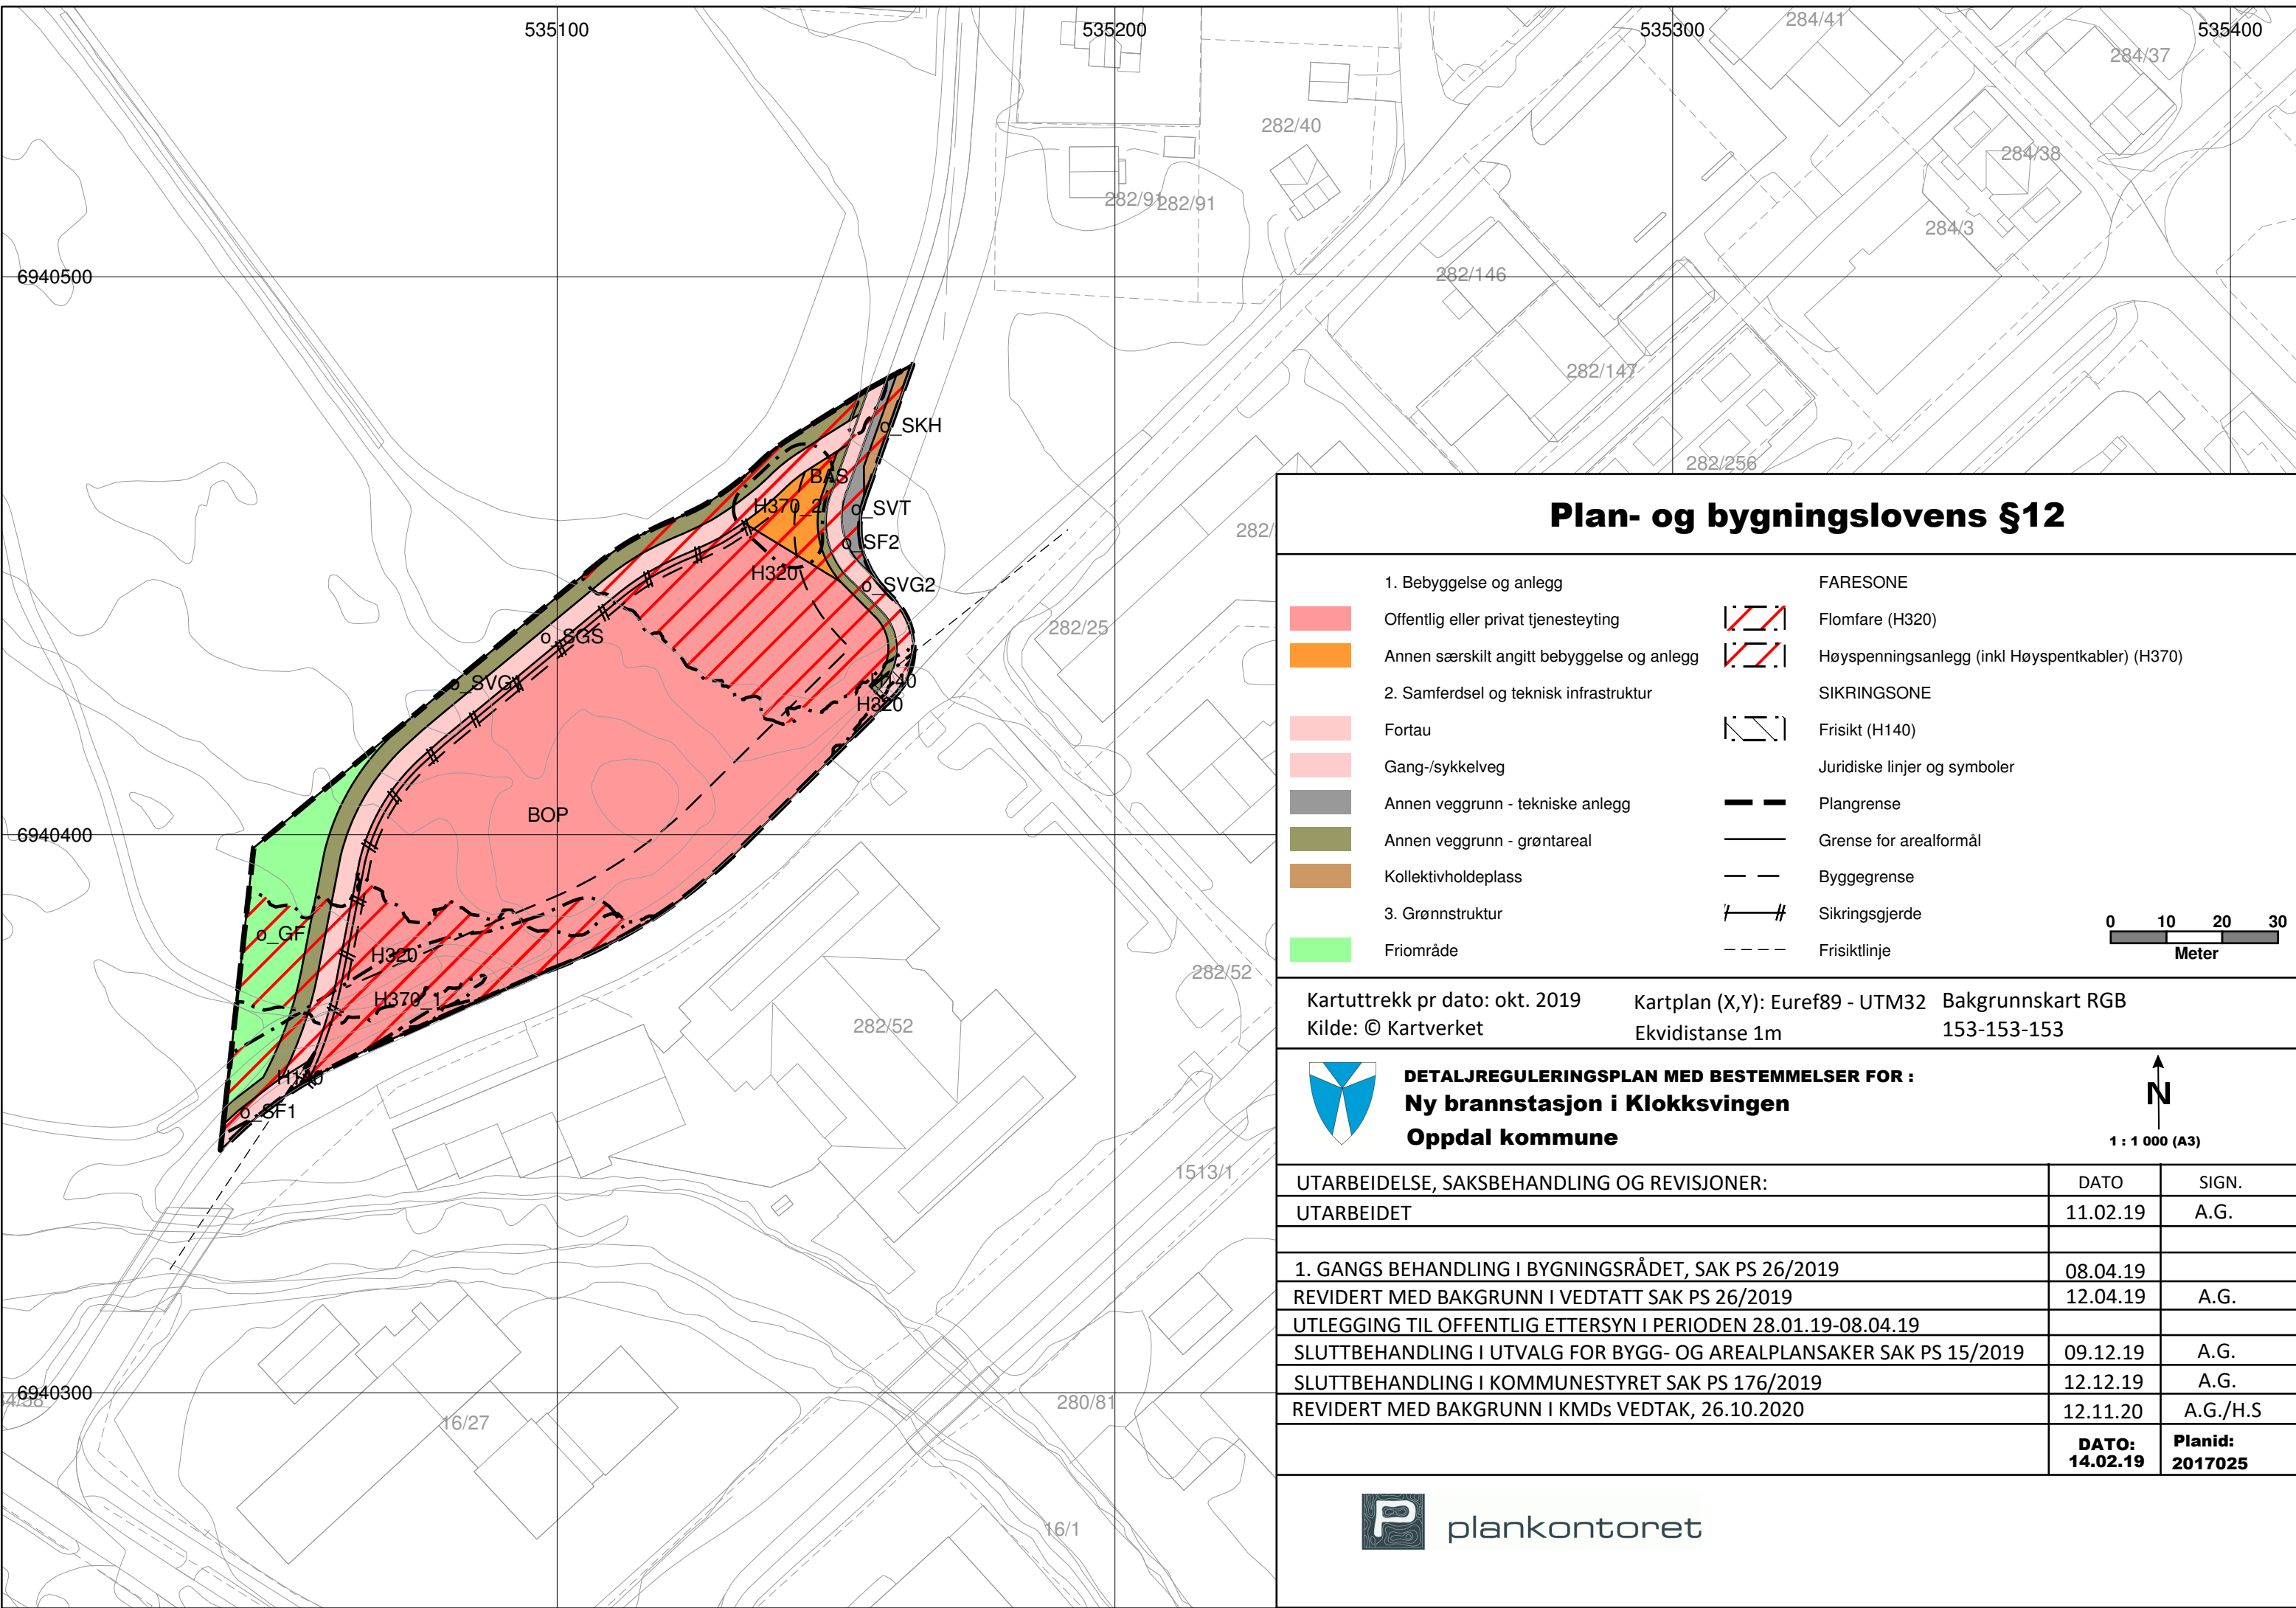 535100
535200
535300
535400
284/41
284/37
282/40
284/38
282/91
282/91
284/3
6940500
282/146
282/147
282/256
o_SKH
BAS
H370_2
o_SVT
o_SF2
H320
o_SVG2
282/25
o_SGS
H140
H320
BOP
6940400
o_GF
H320
H370_1
282/52
282/52
o_SF1
1513/1
6940300
280/81
16/27
16/1
Plan- og bygningslovens §12
1. Bebyggelse og anlegg
Offentlig eller privat tjenesteyting
Annen særskilt angitt bebyggelse og anlegg
2. Samferdsel og teknisk infrastruktur
Fortau
Gang-/sykkelveg
Annen veggrunn - tekniske anlegg
Annen veggrunn - grøntareal
Kollektivholdeplass
3. Grønnstruktur
Friområde
FARESONE
Flomfare (H320)
Høyspenningsanlegg (inkl Høyspentkabler) (H370)
SIKRINGSONE
Frisikt (H140)
Juridiske linjer og symboler
Plangrense
Grense for arealformål
Byggegrense
Sikringsgjerde
Frisiktlinje
0 10 20 30
Meter
Kartuttrekk pr dato: okt. 2019
Kilde: © Kartverket
Kartplan (X,Y): Euref89 - UTM32
Ekvidistanse 1m
Bakgrunnskart RGB
153-153-153
DETALJREGULERINGSPLAN MED BESTEMMELSER FOR :
Ny brannstasjon i Klokksvingen
Oppdal kommune
N
1 : 1 000 (A3)
UTARBEIDELSE, SAKSBEHANDLING OG REVISJONER: DATO SIGN.
UTARBEIDET 11.02.19 A.G.
1. GANGS BEHANDLING I BYGNINGSRÅDET, SAK PS 26/2019 08.04.19
REVIDERT MED BAKGRUNN I VEDTATT SAK PS 26/2019 12.04.19 A.G.
UTLEGGING TIL OFFENTLIG ETTERSYN I PERIODEN 28.01.19-08.04.19
SLUTTBEHANDLING I UTVALG FOR BYGG- OG AREALPLANSAKER SAK PS 15/2019 09.12.19 A.G.
SLUTTBEHANDLING I KOMMUNESTYRET SAK PS 176/2019 12.12.19 A.G.
REVIDERT MED BAKGRUNN I KMDs VEDTAK, 26.10.2020 12.11.20 A.G./H.S
DATO:
14.02.19
Planid:
2017025
P plankontoret